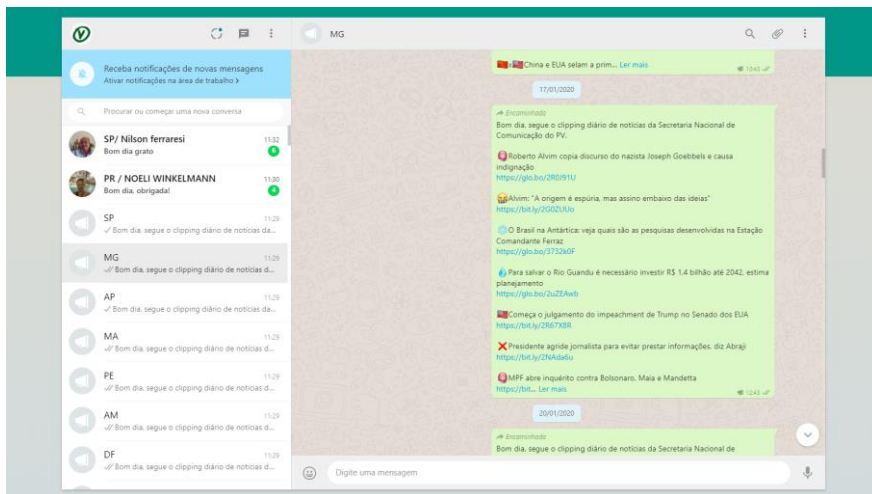 MG
Receba notificações de novas mensagens
Ativar notificações na área de trabalho >
Procurar ou começar uma nova conversa
SP/ Nilson ferraresi 11:32
Bom dia grato 6
PR / NOELI WINKELMANN 11:30
Bom dia, obrigada! 4
SP 11:29
Bom dia, segue o clipping diário de notícias da...
MG 11:29
Bom dia, segue o clipping diário de notícias d...
AP 11:29
Bom dia, segue o clipping diário de notícias da...
MA 11:29
Bom dia, segue o clipping diário de notícias d...
PE 11:29
Bom dia, segue o clipping diário de notícias d...
AM 11:29
Bom dia, segue o clipping diário de notícias d...
DF 11:29
Bom dia, segue o clipping diário de notícias d...
China e EUA selam a prim... Ler mais
10:43
17/01/2020
Encaminhada
Bom dia, segue o clipping diário de notícias da Secretaria Nacional de
Comunicação do PV.
Roberto Alvim copia discurso do nazista Joseph Goebbels e causa
indignação
https://glo.bo/2R0I91U
Alvim: "A origem é espúria, mas assino embaixo das ideias"
https://bit.ly/2G0ZUUo
O Brasil na Antártica: veja quais são as pesquisas desenvolvidas na Estação
Comandante Ferraz
https://glo.bo/3732k0F
Para salvar o Rio Guandu é necessário investir R$ 1,4 bilhão até 2042, estima
planejamento
https://glo.bo/2uZEAwb
Começa o julgamento do impeachment de Trump no Senado dos EUA
https://bit.ly/2R67X8R
Presidente agride jornalista para evitar prestar informações, diz Abraji
https://bit.ly/2NAda6u
MPF abre inquérito contra Bolsonaro, Maia e Mandetta
https://bit... Ler mais
12:43
20/01/2020
Encaminhada
Bom dia, segue o clipping diário de notícias da Secretaria Nacional de
Digite uma mensagem